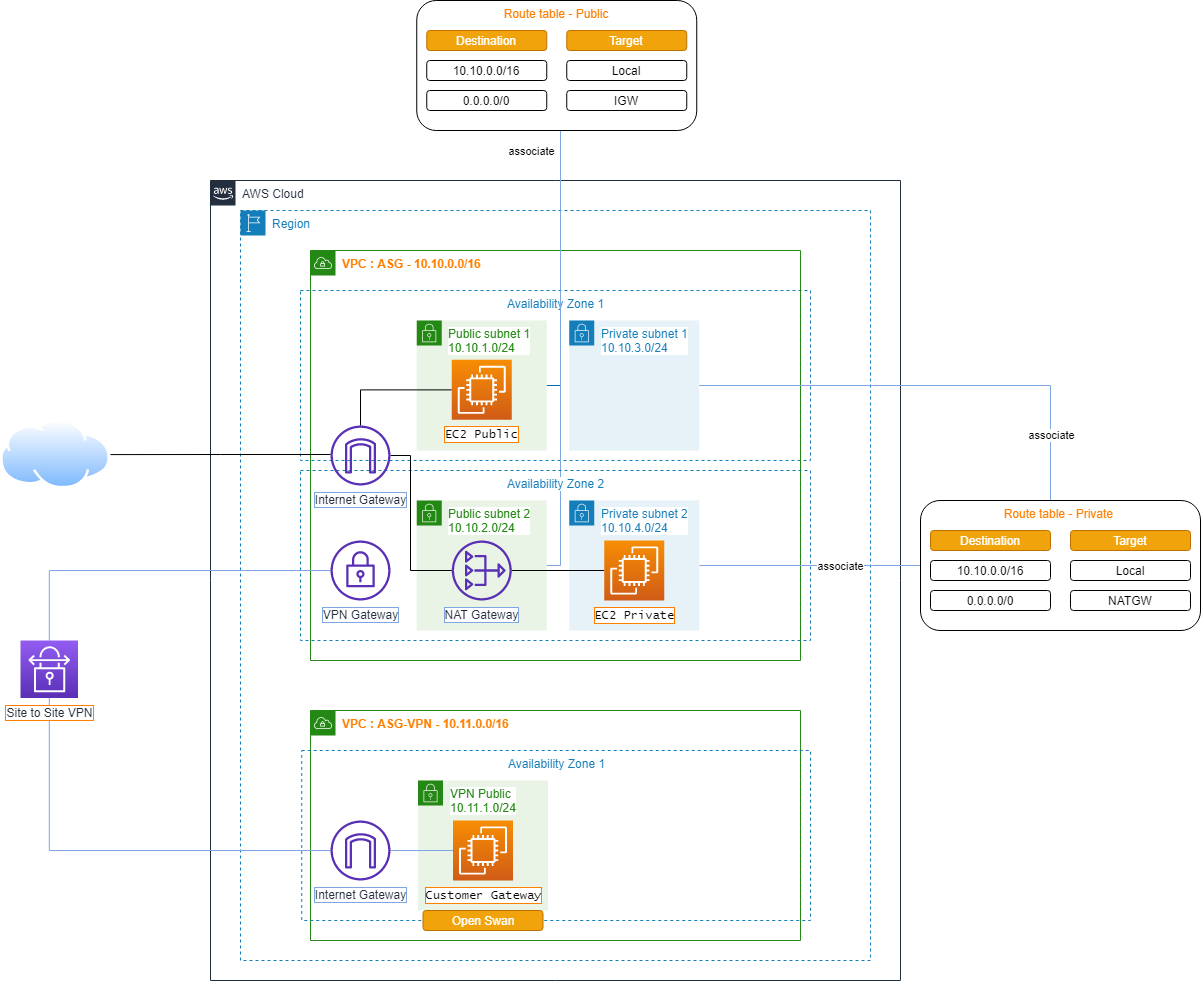 Route table - Public
Destination
Target
10.10.0.0/16
Local
0.0.0.0/0
IGW
associate
aws
AWS Cloud
Region
VPC : ASG - 10.10.0.0/16
Availability Zone 1
Public subnet 1
10.10.1.0/24
Private subnet 1
10.10.3.0/24
EC2 Public
associate
Internet Gateway
Availability Zone 2
Public subnet 2
10.10.2.0/24
Private subnet 2
10.10.4.0/24
VPN Gateway
NAT Gateway
EC2 Private
associate
Route table - Private
Destination
Target
10.10.0.0/16
Local
0.0.0.0/0
NATGW
Site to Site VPN
VPC : ASG-VPN - 10.11.0.0/16
Availability Zone 1
VPN Public
10.11.1.0/24
Internet Gateway
Customer Gateway
Open Swan